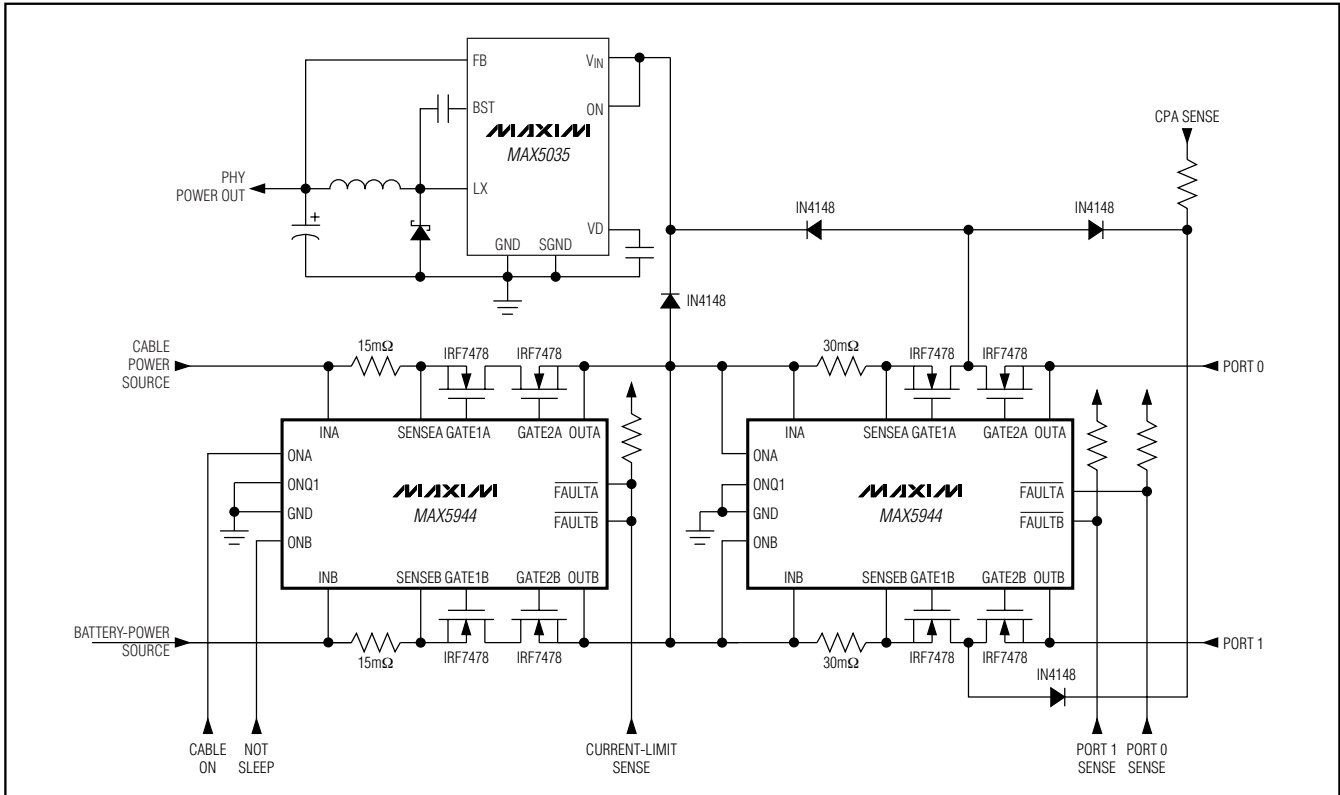 FB
VIN
BST
ON
MAXIM
MAX5035
CPA SENSE
PHY
POWER OUT
LX
VD
GND
SGND
+
IN4148
IN4148
IN4148
CABLE
POWER
SOURCE
15mΩ
IRF7478
IRF7478
30mΩ
IRF7478
IRF7478
PORT 0
INA
SENSEA
GATE1A
GATE2A
OUTA
ONA
ONQ1
GND
ONB
MAXIM
MAX5944
FAULTA
FAULTB
INB
SENSEB
GATE1B
GATE2B
OUTB
INA
SENSEA
GATE1A
GATE2A
OUTA
ONA
ONQ1
GND
ONB
MAXIM
MAX5944
FAULTA
FAULTB
INB
SENSEB
GATE1B
GATE2B
OUTB
BATTERY-POWER
SOURCE
15mΩ
IRF7478
IRF7478
30mΩ
IRF7478
IRF7478
PORT 1
IN4148
CABLE
ON
NOT
SLEEP
CURRENT-LIMIT
SENSE
PORT 1
SENSE
PORT 0
SENSE